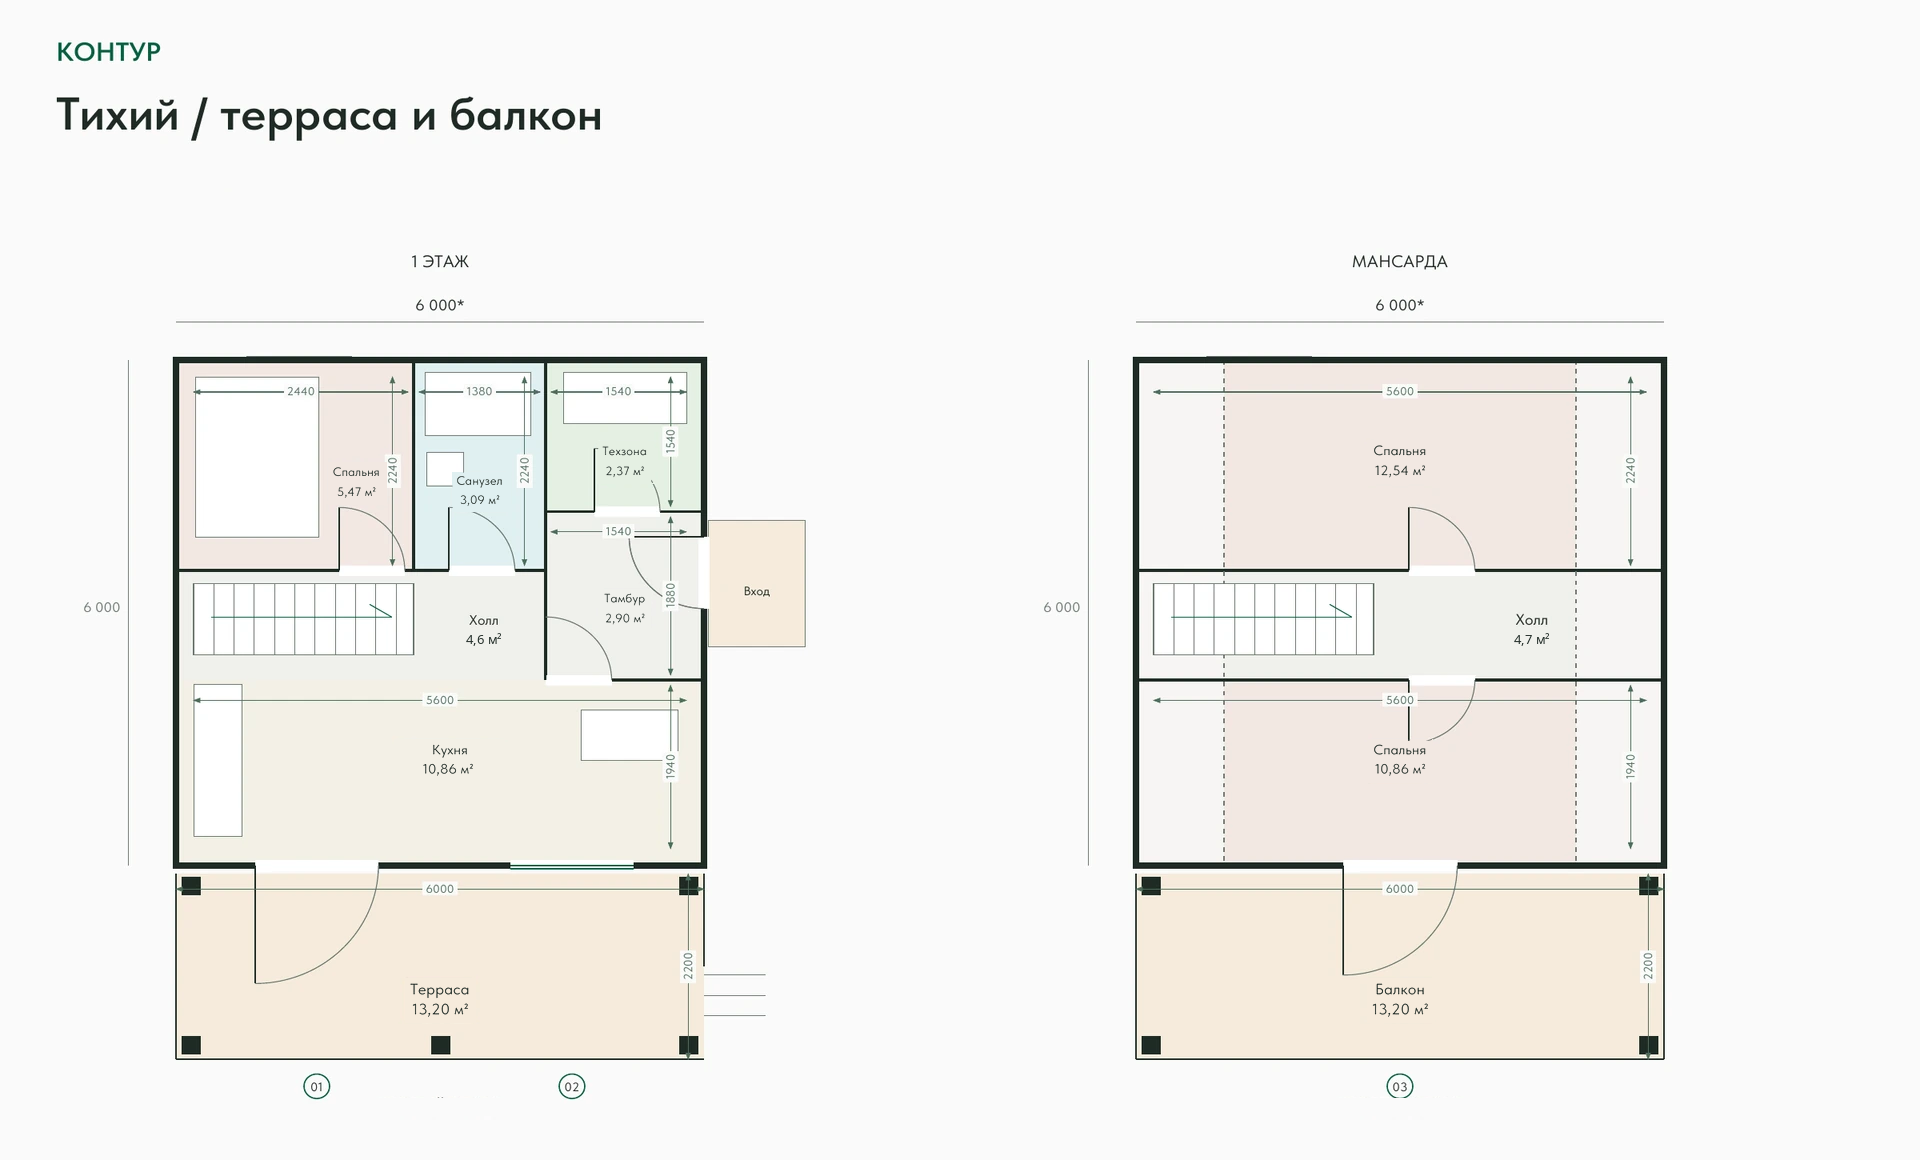 КОНТУР
Тихий / терраса и балкон
1 ЭТАЖ
6 000*
6 000
2440
1380
1540
2240
2240
1540
Спальня
5,47 м²
Санузел
3,09 м²
Техзона
2,37 м²
1540
1880
Тамбур
2,90 м²
Вход
Холл
4,6 м²
5600
Кухня
10,86 м²
1940
6000
2200
Терраса
13,20 м²
01
02
МАНСАРДА
6 000*
6 000
5600
2240
Спальня
12,54 м²
Холл
4,7 м²
5600
Спальня
10,86 м²
1940
6000
2200
Балкон
13,20 м²
03